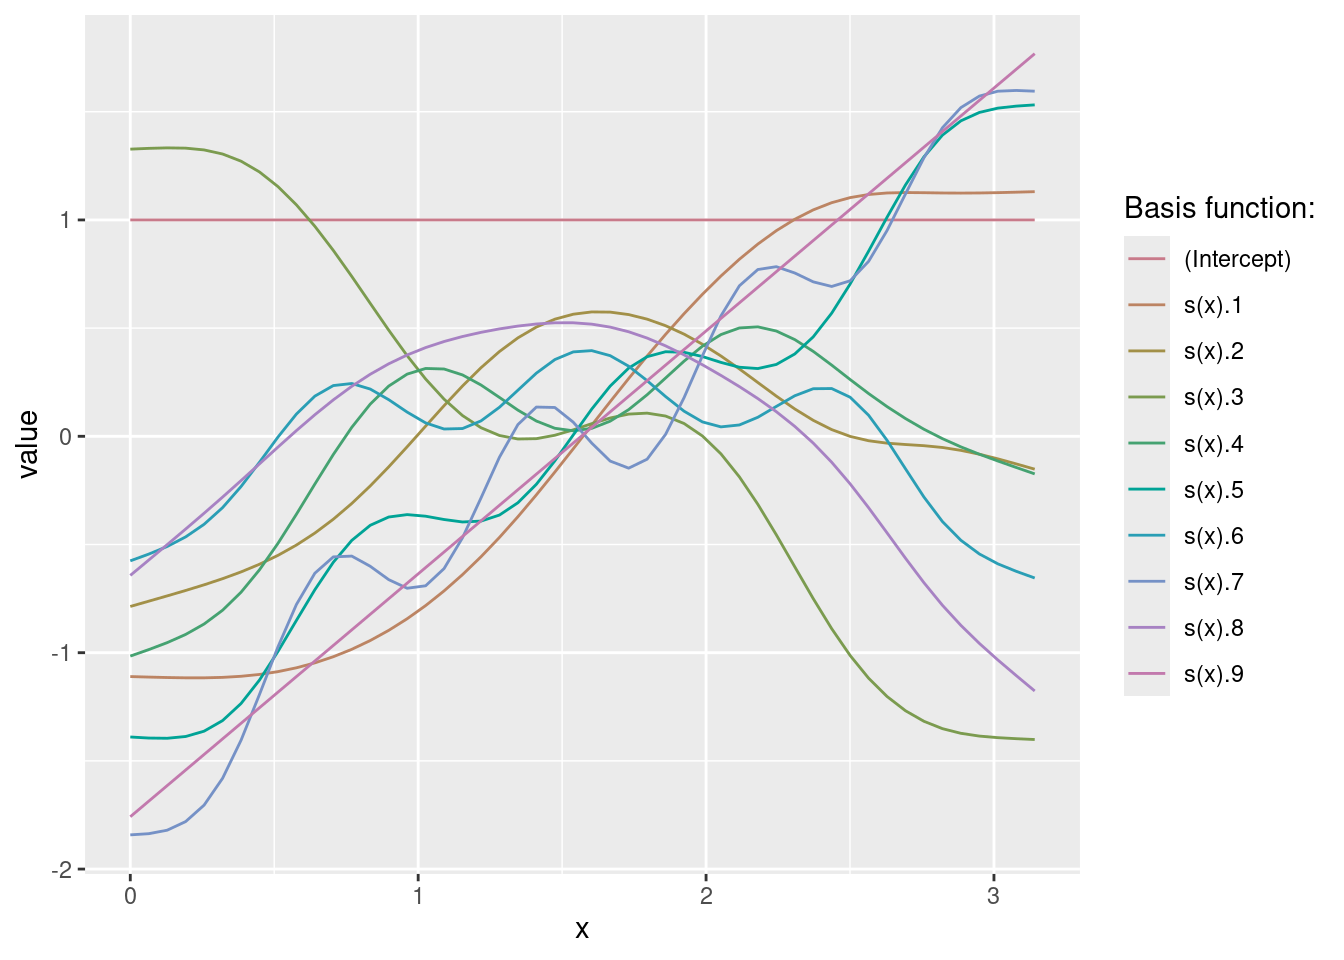 value
1
0
-1
-2
0 1 2 3
x
Basis function:
(Intercept)
s(x).1
s(x).2
s(x).3
s(x).4
s(x).5
s(x).6
s(x).7
s(x).8
s(x).9